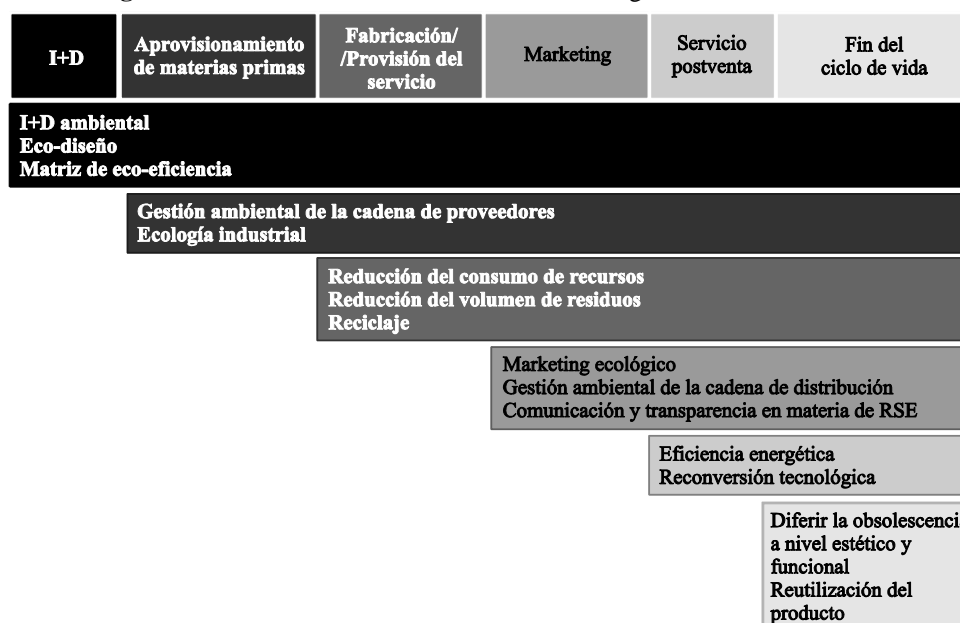 I+D
Aprovisionamiento
de materias primas
Fabricación/
/Provisión del
servicio
Marketing
Servicio
postventa
Fin del
ciclo de vida
I+D ambiental
Eco-diseño
Matriz de eco-eficiencia
Gestión ambiental de la cadena de proveedores
Ecología industrial
Reducción del consumo de recursos
Reducción del volumen de residuos
Reciclaje
Marketing ecológico
Gestión ambiental de la cadena de distribución
Comunicación y transparencia en materia de RSE
Eficiencia energética
Reconversión tecnológica
Diferir la obsolescenci
a nivel estético y
funcional
Reutilización del
producto